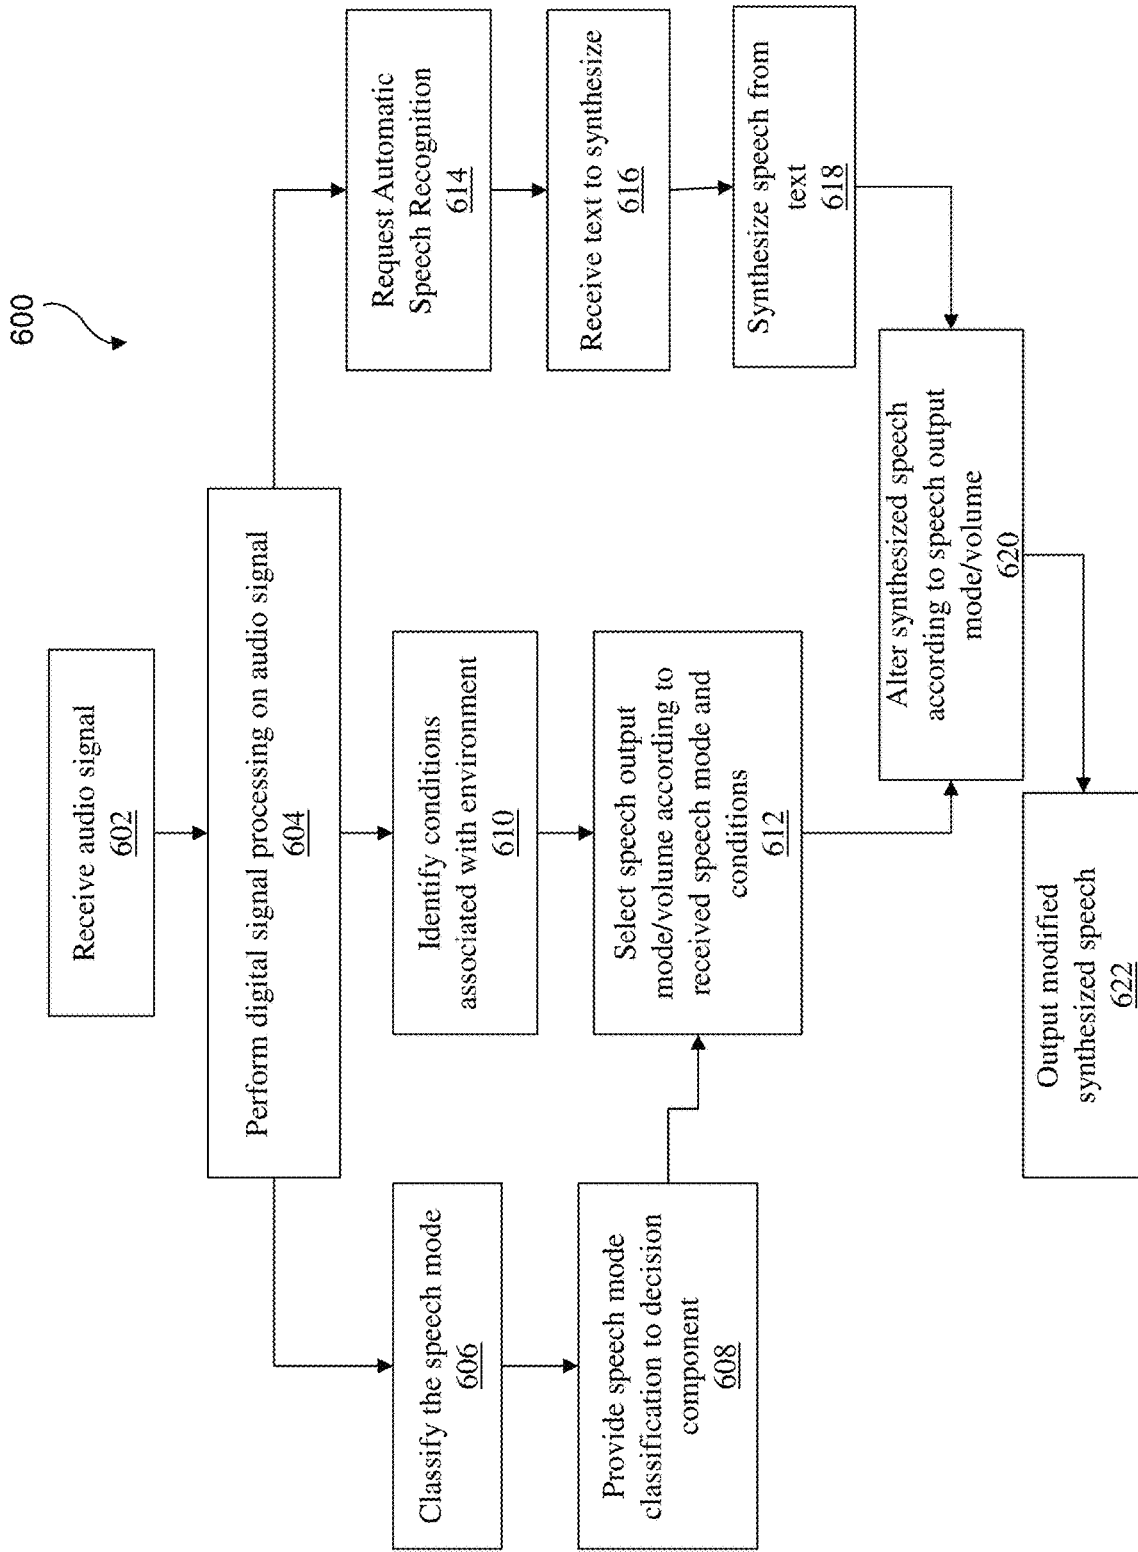 600
Receive audio signal
602
Perform digital signal processing on audio signal
604
Classify the speech mode
606
Provide speech mode
classification to decision
component
608
Identify conditions
associated with environment
610
Select speech output
mode/volume according to
received speech mode and
conditions
612
Request Automatic
Speech Recognition
614
Receive text to synthesize
616
Synthesize speech from
text
618
Alter synthesized speech
according to speech output
mode/volume
620
Output modified
synthesized speech
622